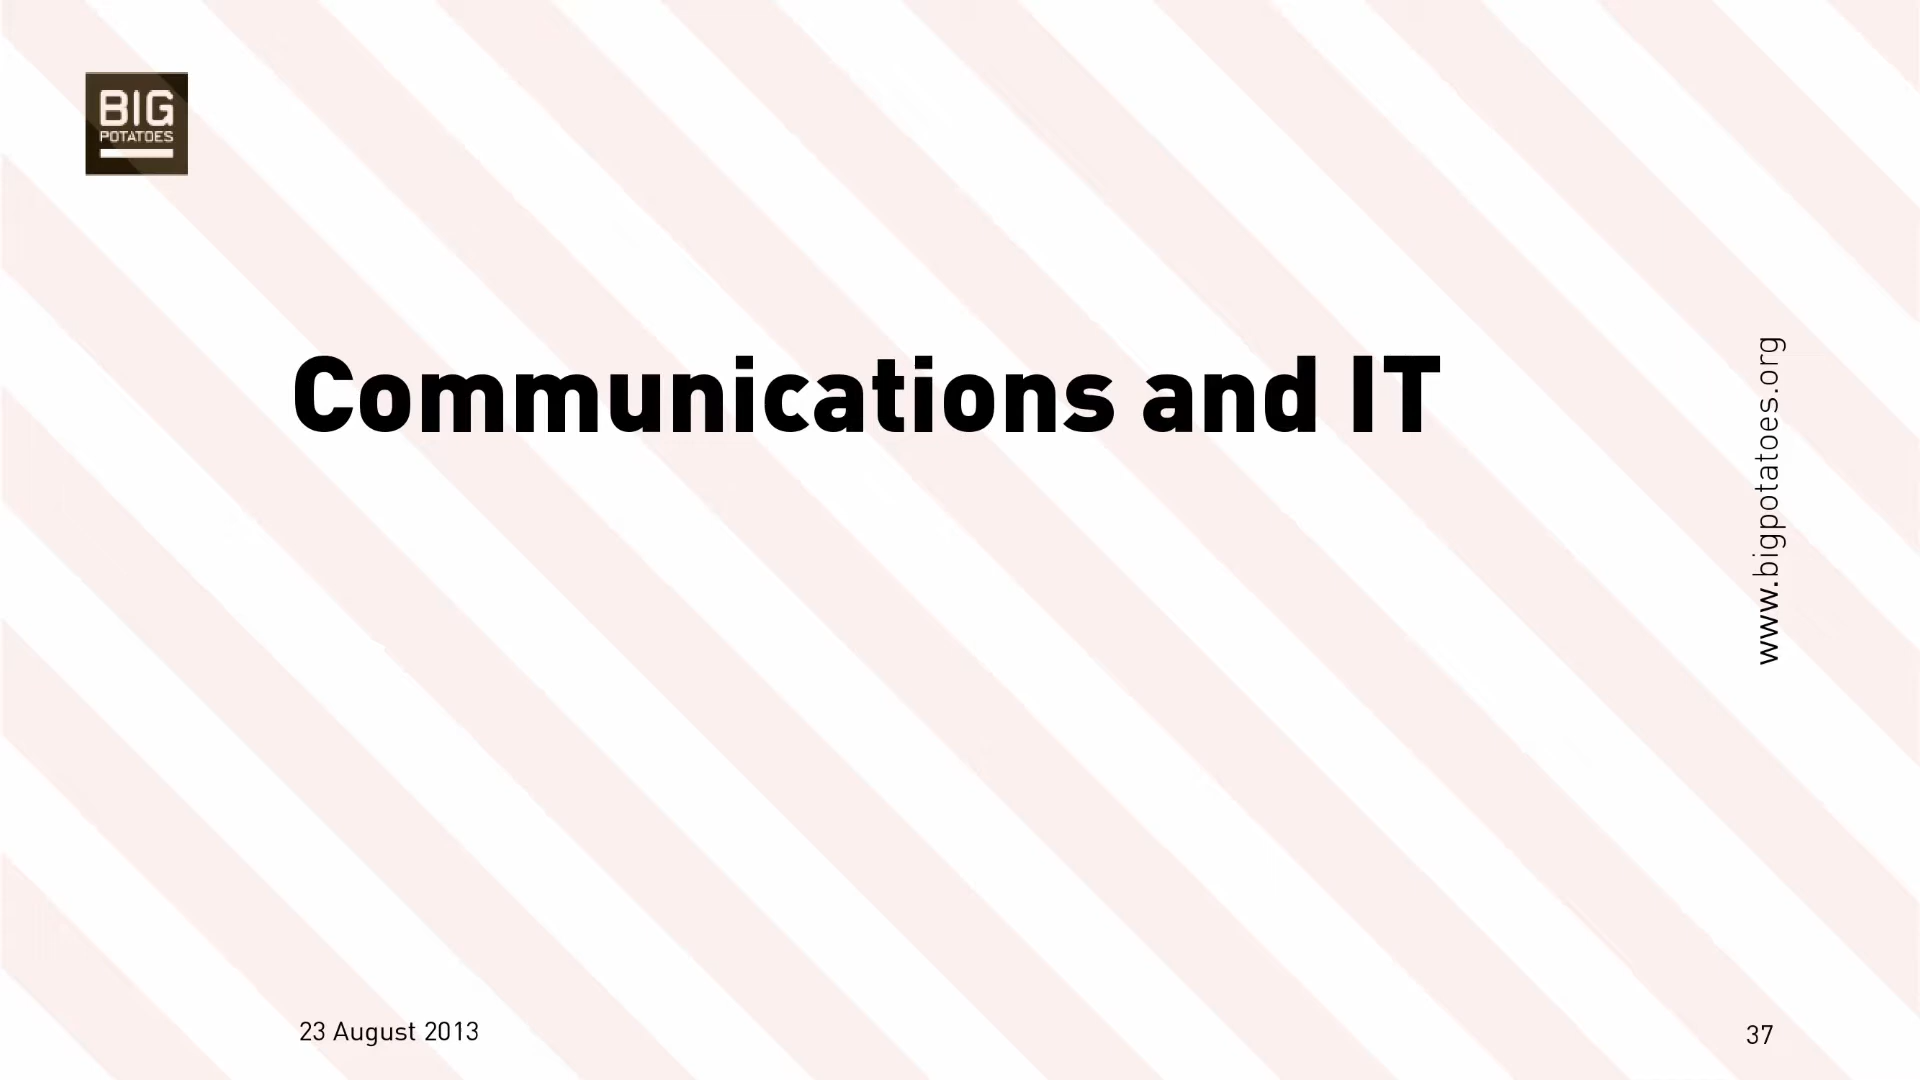 BIG
POTATOES
Communications and IT
www.bigpotatoes.org
23 August 2013
37